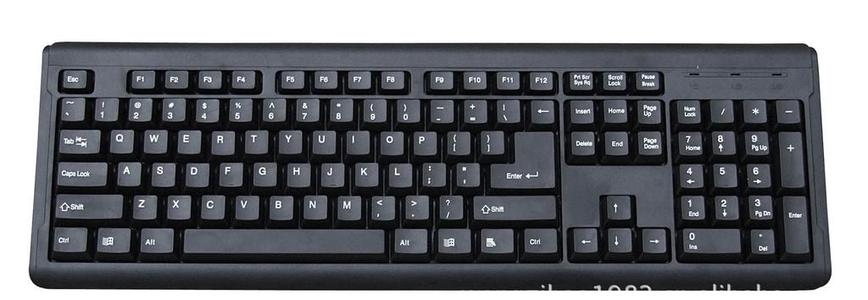 Esc F1 F2 F3 F4 F5 F6 F7 F8 F9 F10 F11 F12 Prt Scr Sys Rq Scroll Lock Pause Break
~ ` ! 1 @ 2 # 3 $ 4 % 5 ^ 6 & 7 * 8 ( 9 ) 0 _ - + = | \ ← Insert Home Page Up Num Lock / * -
Tab Q W E R T Y U I O P { [ } ] Delete End Page Down 7 Home 8 ↑ 9 Pg Up +
Caps Lock A S D F G H J K L : ; " ' Enter 4 ← 5 6 →
Shift Z X C V B N M < , > . ? / Shift ↑ 1 End 2 ↓ 3 Pg Dn Enter
Ctrl Alt Alt Ctrl ← ↓ → 0 Ins . Del